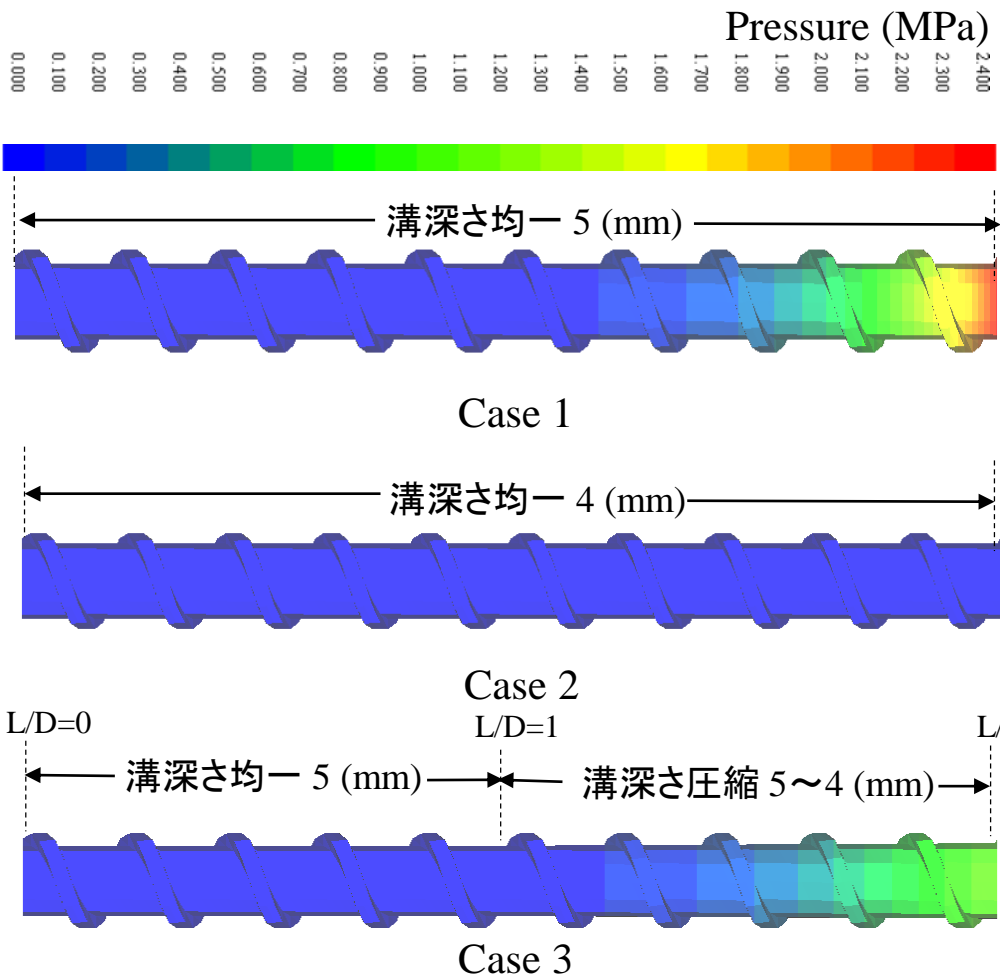 Pressure (MPa)
0.000 0.100 0.200 0.300 0.400 0.500 0.600 0.700 0.800 0.900 1.000 1.100 1.200 1.300 1.400 1.500 1.600 1.700 1.800 1.900 2.000 2.100 2.200 2.300 2.400
溝深さ均一 5 (mm)
Case 1
溝深さ均一 4 (mm)
Case 2
L/D=0 L/D=1 L/
溝深さ均一 5 (mm) 溝深さ圧縮 5～4 (mm)
Case 3